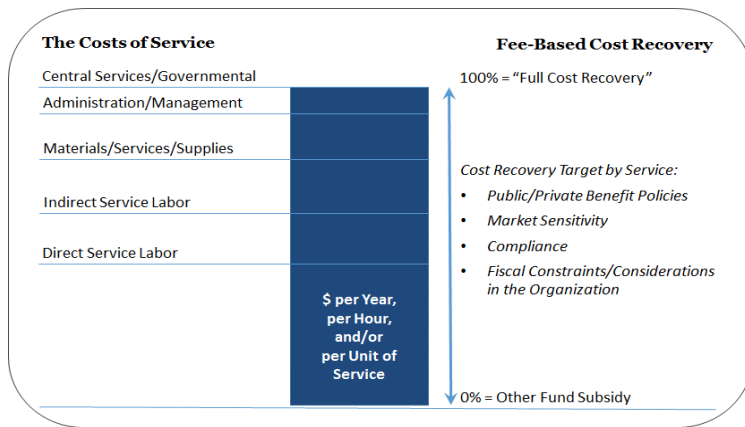 The Costs of Service
Fee-Based Cost Recovery
Central Services/Governmental
100% = “Full Cost Recovery”
Administration/Management
Materials/Services/Supplies
Indirect Service Labor
Direct Service Labor
$ per Year,
per Hour,
and/or
per Unit of
Service
Cost Recovery Target by Service:
• Public/Private Benefit Policies
• Market Sensitivity
• Compliance
• Fiscal Constraints/Considerations
in the Organization
0% = Other Fund Subsidy